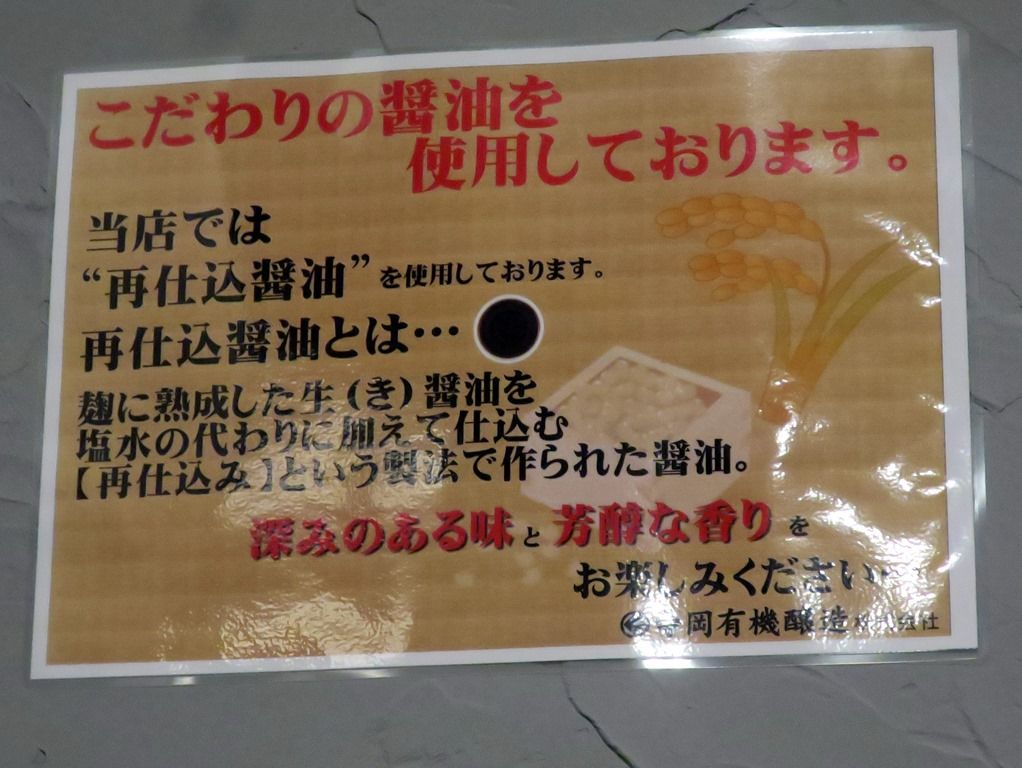 こだわりの醤油を
使用しております。
当店では
“再仕込醤油”を使用しております。
再仕込醤油とは…
麹に熟成した生(き)醤油を
塩水の代わりに加えて仕込む
【再仕込み】という製法で作られた醤油。
深みのある味と芳醇な香りを
お楽しみください
岡有機醸造株式会社